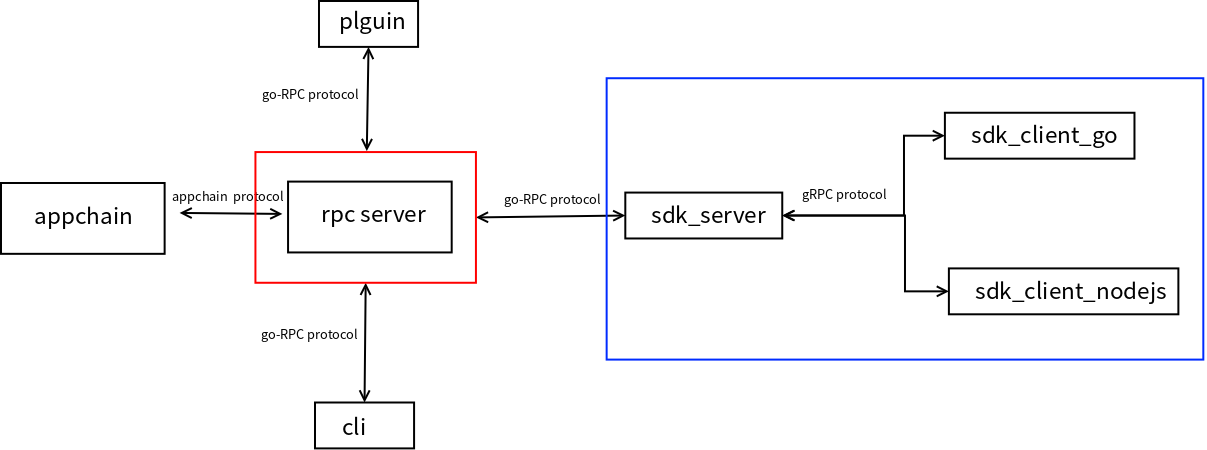 plguin
go-RPC protocol
appchain
appchain protocol
rpc server
go-RPC protocol
sdk_server
gRPC protocol
sdk_client_go
sdk_client_nodejs
go-RPC protocol
cli